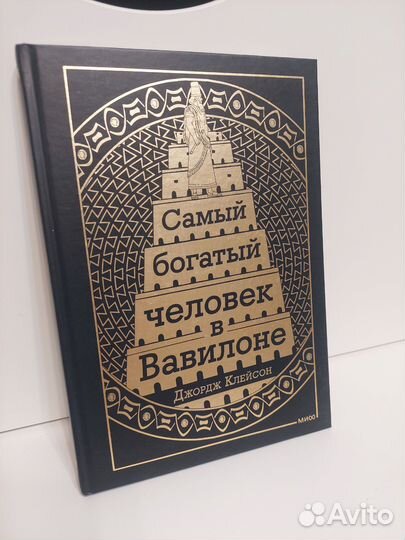 Самый
богатый
человек
в
Вавилоне
Джордж Клейсон
МИФ
Avito